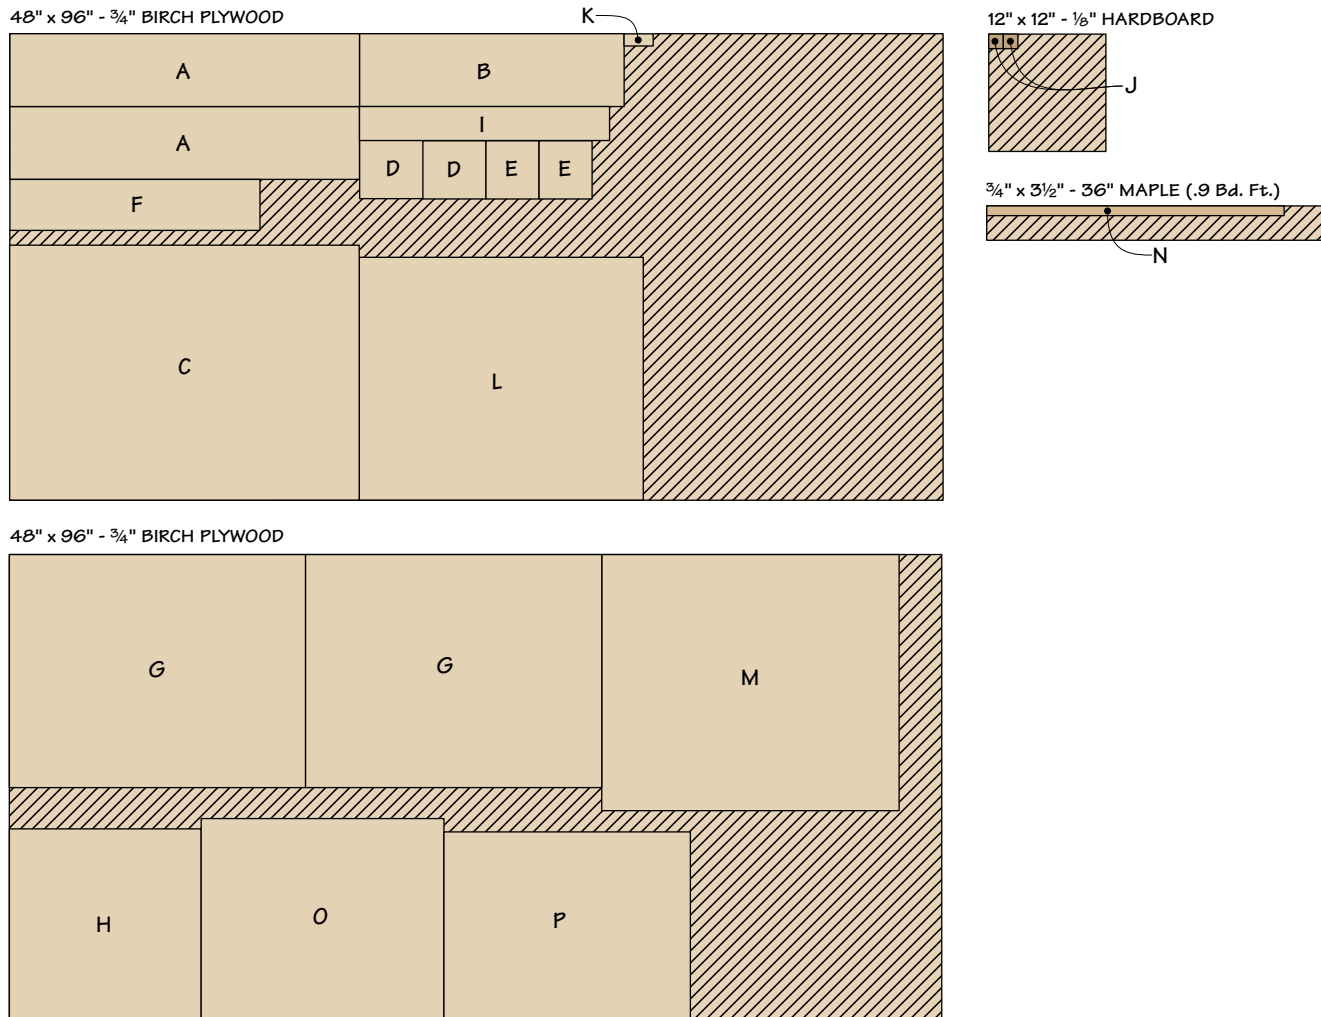 48" x 96" - ¾" BIRCH PLYWOOD
K
A
B
A
I
D
D
E
E
F
C
L
12" x 12" - ⅛" HARDBOARD
J
¾" x 3½" - 36" MAPLE (.9 Bd. Ft.)
N
48" x 96" - ¾" BIRCH PLYWOOD
G
G
M
H
O
P